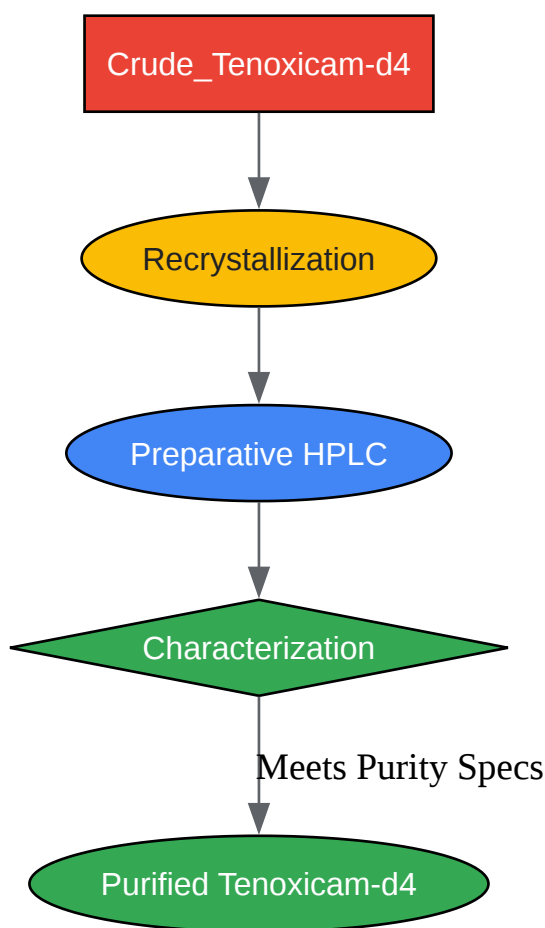 Crude_Tenoxicam-d4
Recrystallization
Preparative HPLC
Characterization
Meets Purity Specs
Purified Tenoxicam-d4